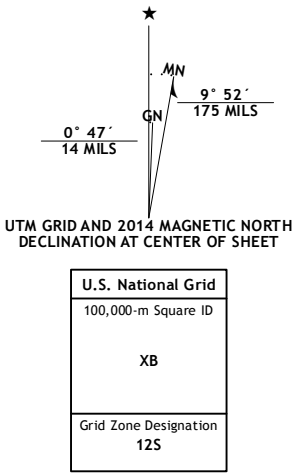 ★
MN
9° 52´
175 MILS
GN
0° 47´
14 MILS
UTM GRID AND 2014 MAGNETIC NORTH
DECLINATION AT CENTER OF SHEET
U.S. National Grid
100,000-m Square ID
XB
Grid Zone Designation
12S